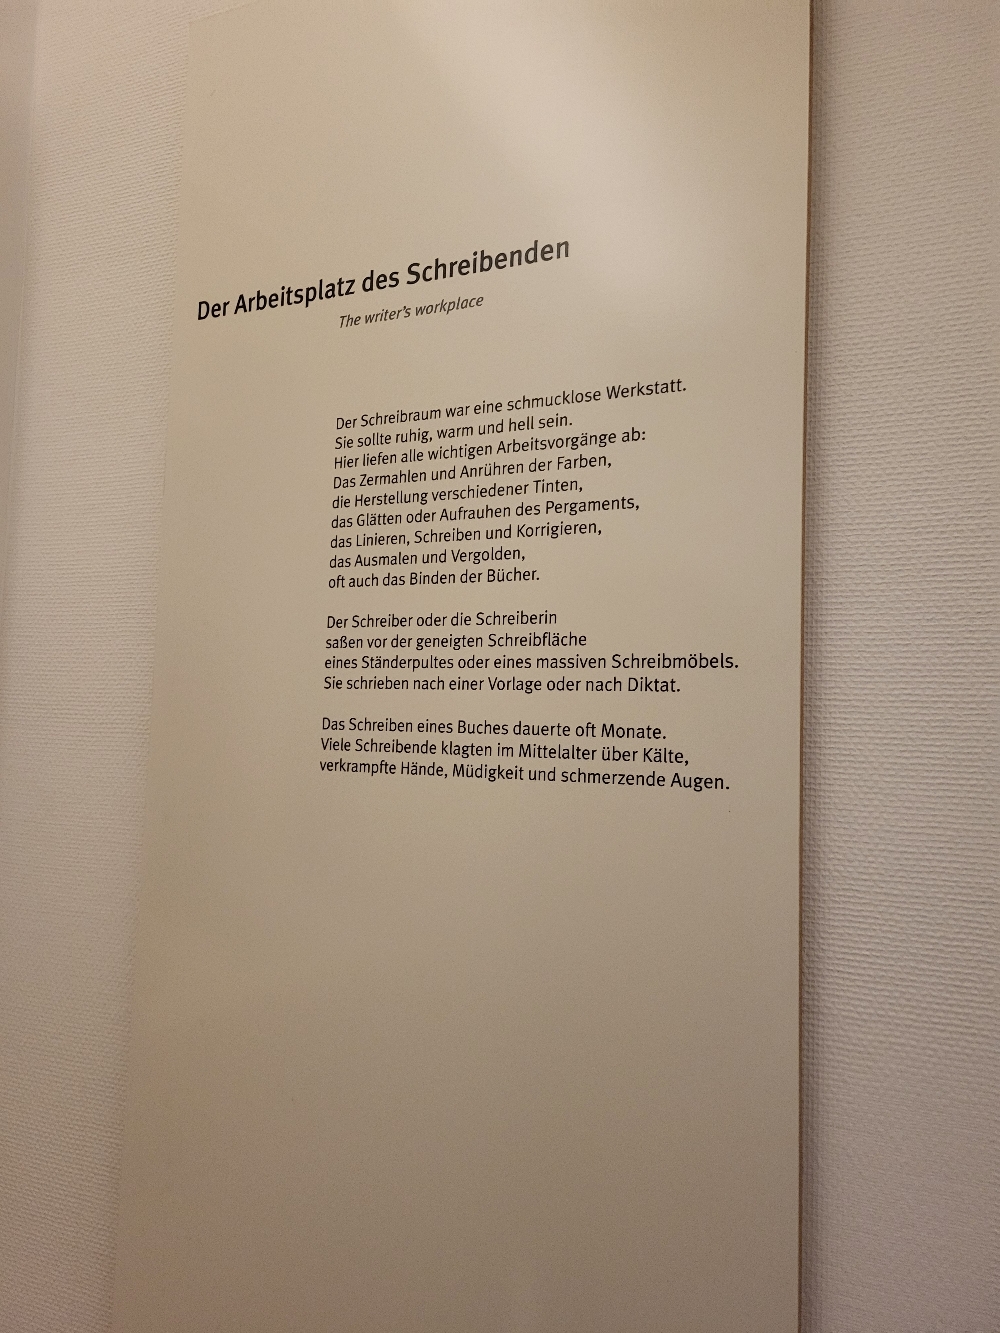 Der Arbeitsplatz des Schreibenden
The writer's workplace
Der Schreibraum war eine schmucklose Werkstatt.
Sie sollte ruhig, warm und hell sein.
Hier liefen alle wichtigen Arbeitsvorgänge ab:
Das Zermahlen und Anrühren der Farben,
die Herstellung verschiedener Tinten,
das Glätten oder Aufrauhen des Pergaments,
das Linieren, Schreiben und Korrigieren,
das Ausmalen und Vergolden,
oft auch das Binden der Bücher.
Der Schreiber oder die Schreiberin
saßen vor der geneigten Schreibfläche
eines Ständerpultes oder eines massiven Schreibmöbels.
Sie schrieben nach einer Vorlage oder nach Diktat.
Das Schreiben eines Buches dauerte oft Monate.
Viele Schreibende klagten im Mittelalter über Kälte,
verkrampfte Hände, Müdigkeit und schmerzende Augen.